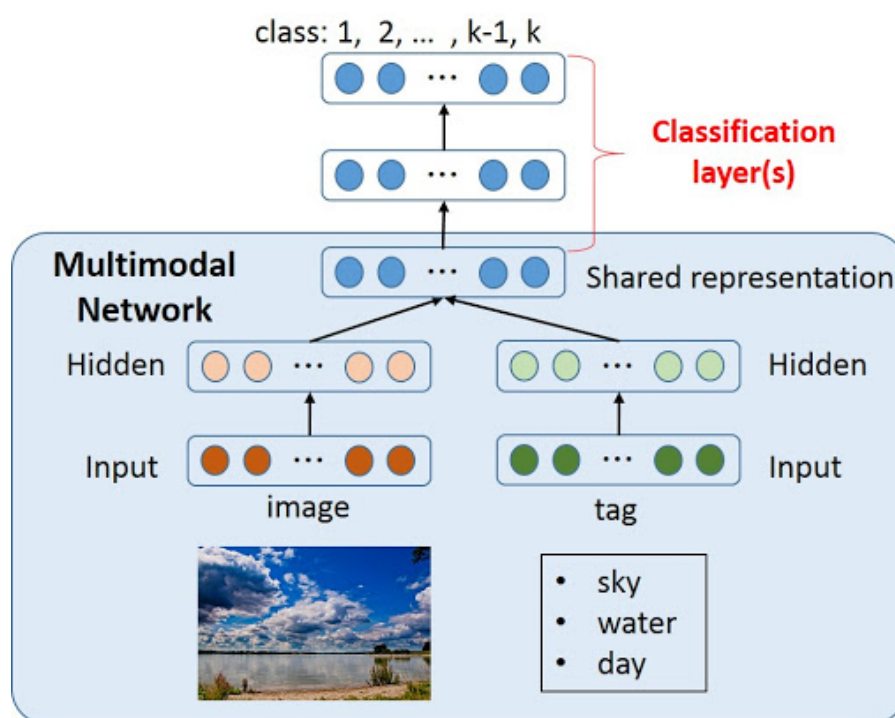 class: 1, 2, ... , k-1, k
...
Classification
layer(s)
...
Multimodal
Network
...
Shared representation
Hidden
...
...
Hidden
Input
...
...
Input
image
tag
• sky
• water
• day